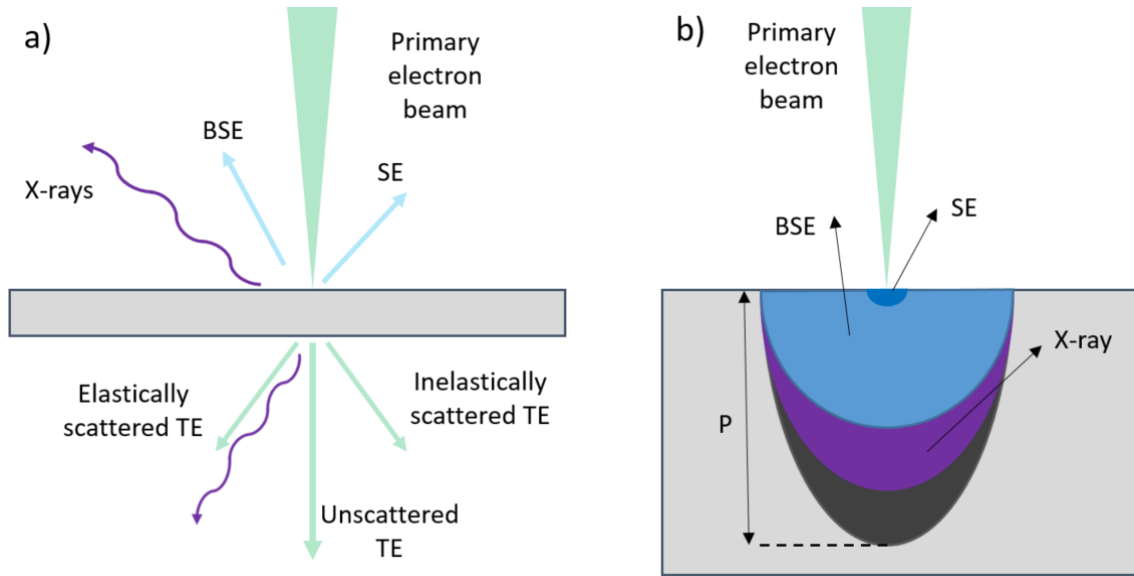 a)
Primary
electron
beam
BSE
SE
X-rays
Elastically
scattered TE
Inelastically
scattered TE
Unscattered
TE
b)
Primary
electron
beam
BSE
SE
X-ray
P